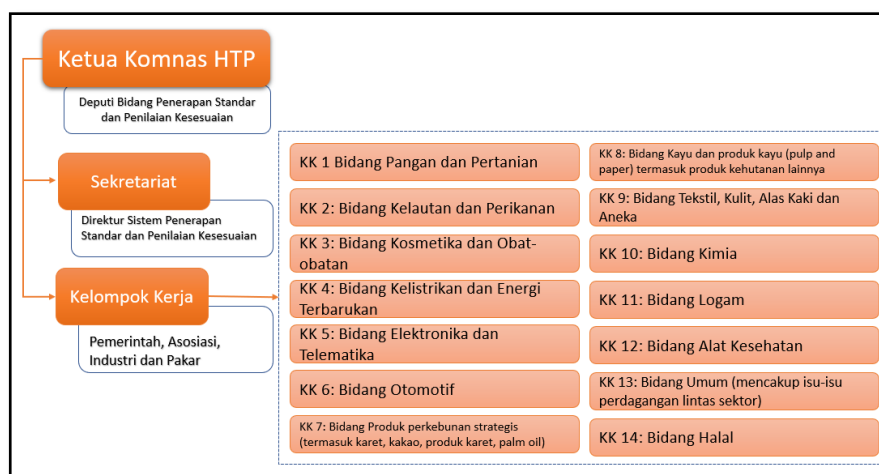 Ketua Komnas HTP
Deputi Bidang Penerapan Standar
dan Penilaian Kesesuaian
Sekretariat
Direktur Sistem Penerapan
Standar dan Penilaian Kesesuaian
Kelompok Kerja
Pemerintah, Asosiasi,
Industri dan Pakar
KK 1 Bidang Pangan dan Pertanian
KK 2: Bidang Kelautan dan Perikanan
KK 3: Bidang Kosmetika dan Obat-
obatan
KK 4: Bidang Kelistrikan dan Energi
Terbarukan
KK 5: Bidang Elektronika dan
Telematika
KK 6: Bidang Otomotif
KK 7: Bidang Produk perkebunan strategis
(termasuk karet, kakao, produk karet, palm oil)
KK 8: Bidang Kayu dan produk kayu (pulp and
paper) termasuk produk kehutanan lainnya
KK 9: Bidang Tekstil, Kulit, Alas Kaki dan
Aneka
KK 10: Bidang Kimia
KK 11: Bidang Logam
KK 12: Bidang Alat Kesehatan
KK 13: Bidang Umum (mencakup isu-isu
perdagangan lintas sektor)
KK 14: Bidang Halal